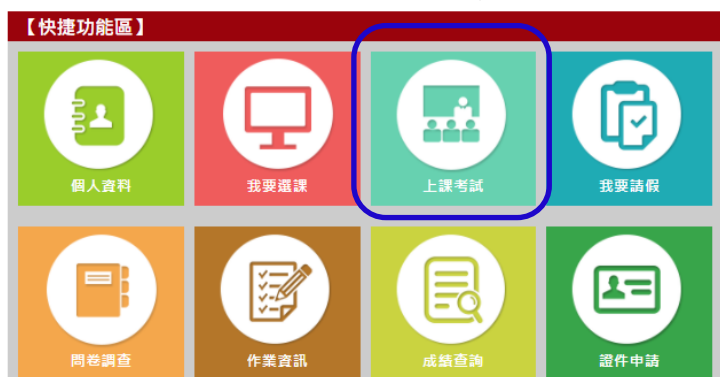 【快捷功能區】
個人資料 我要選課 上課考試 我要請假
問卷調查 作業資訊 成績查詢 證件申請